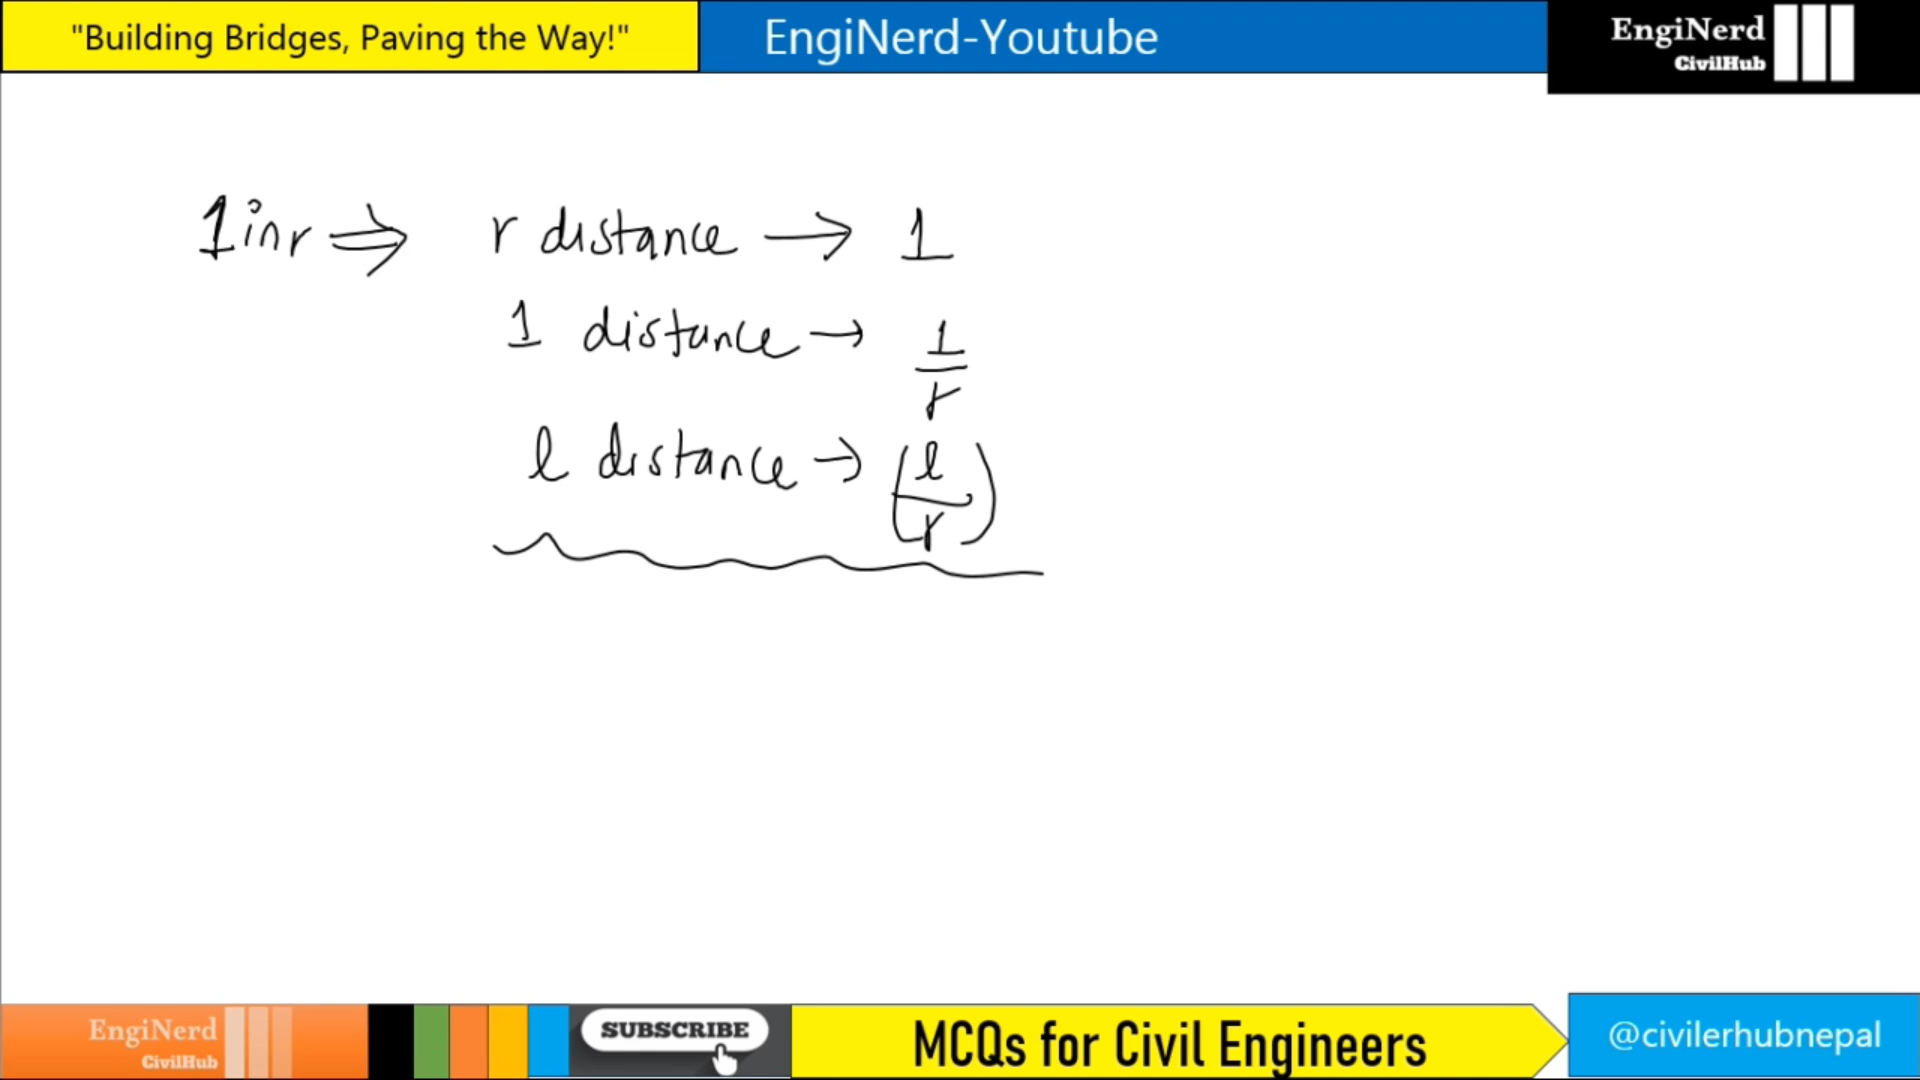 "Building Bridges, Paving the Way!"
EngiNerd-Youtube
EngiNerd
CivilHub
1 in r ⇒ r distance → 1
1 distance → 1/r
l distance → (l/r)
EngiNerd
CivilHub
SUBSCRIBE
MCQs for Civil Engineers
@civilerhubnepal